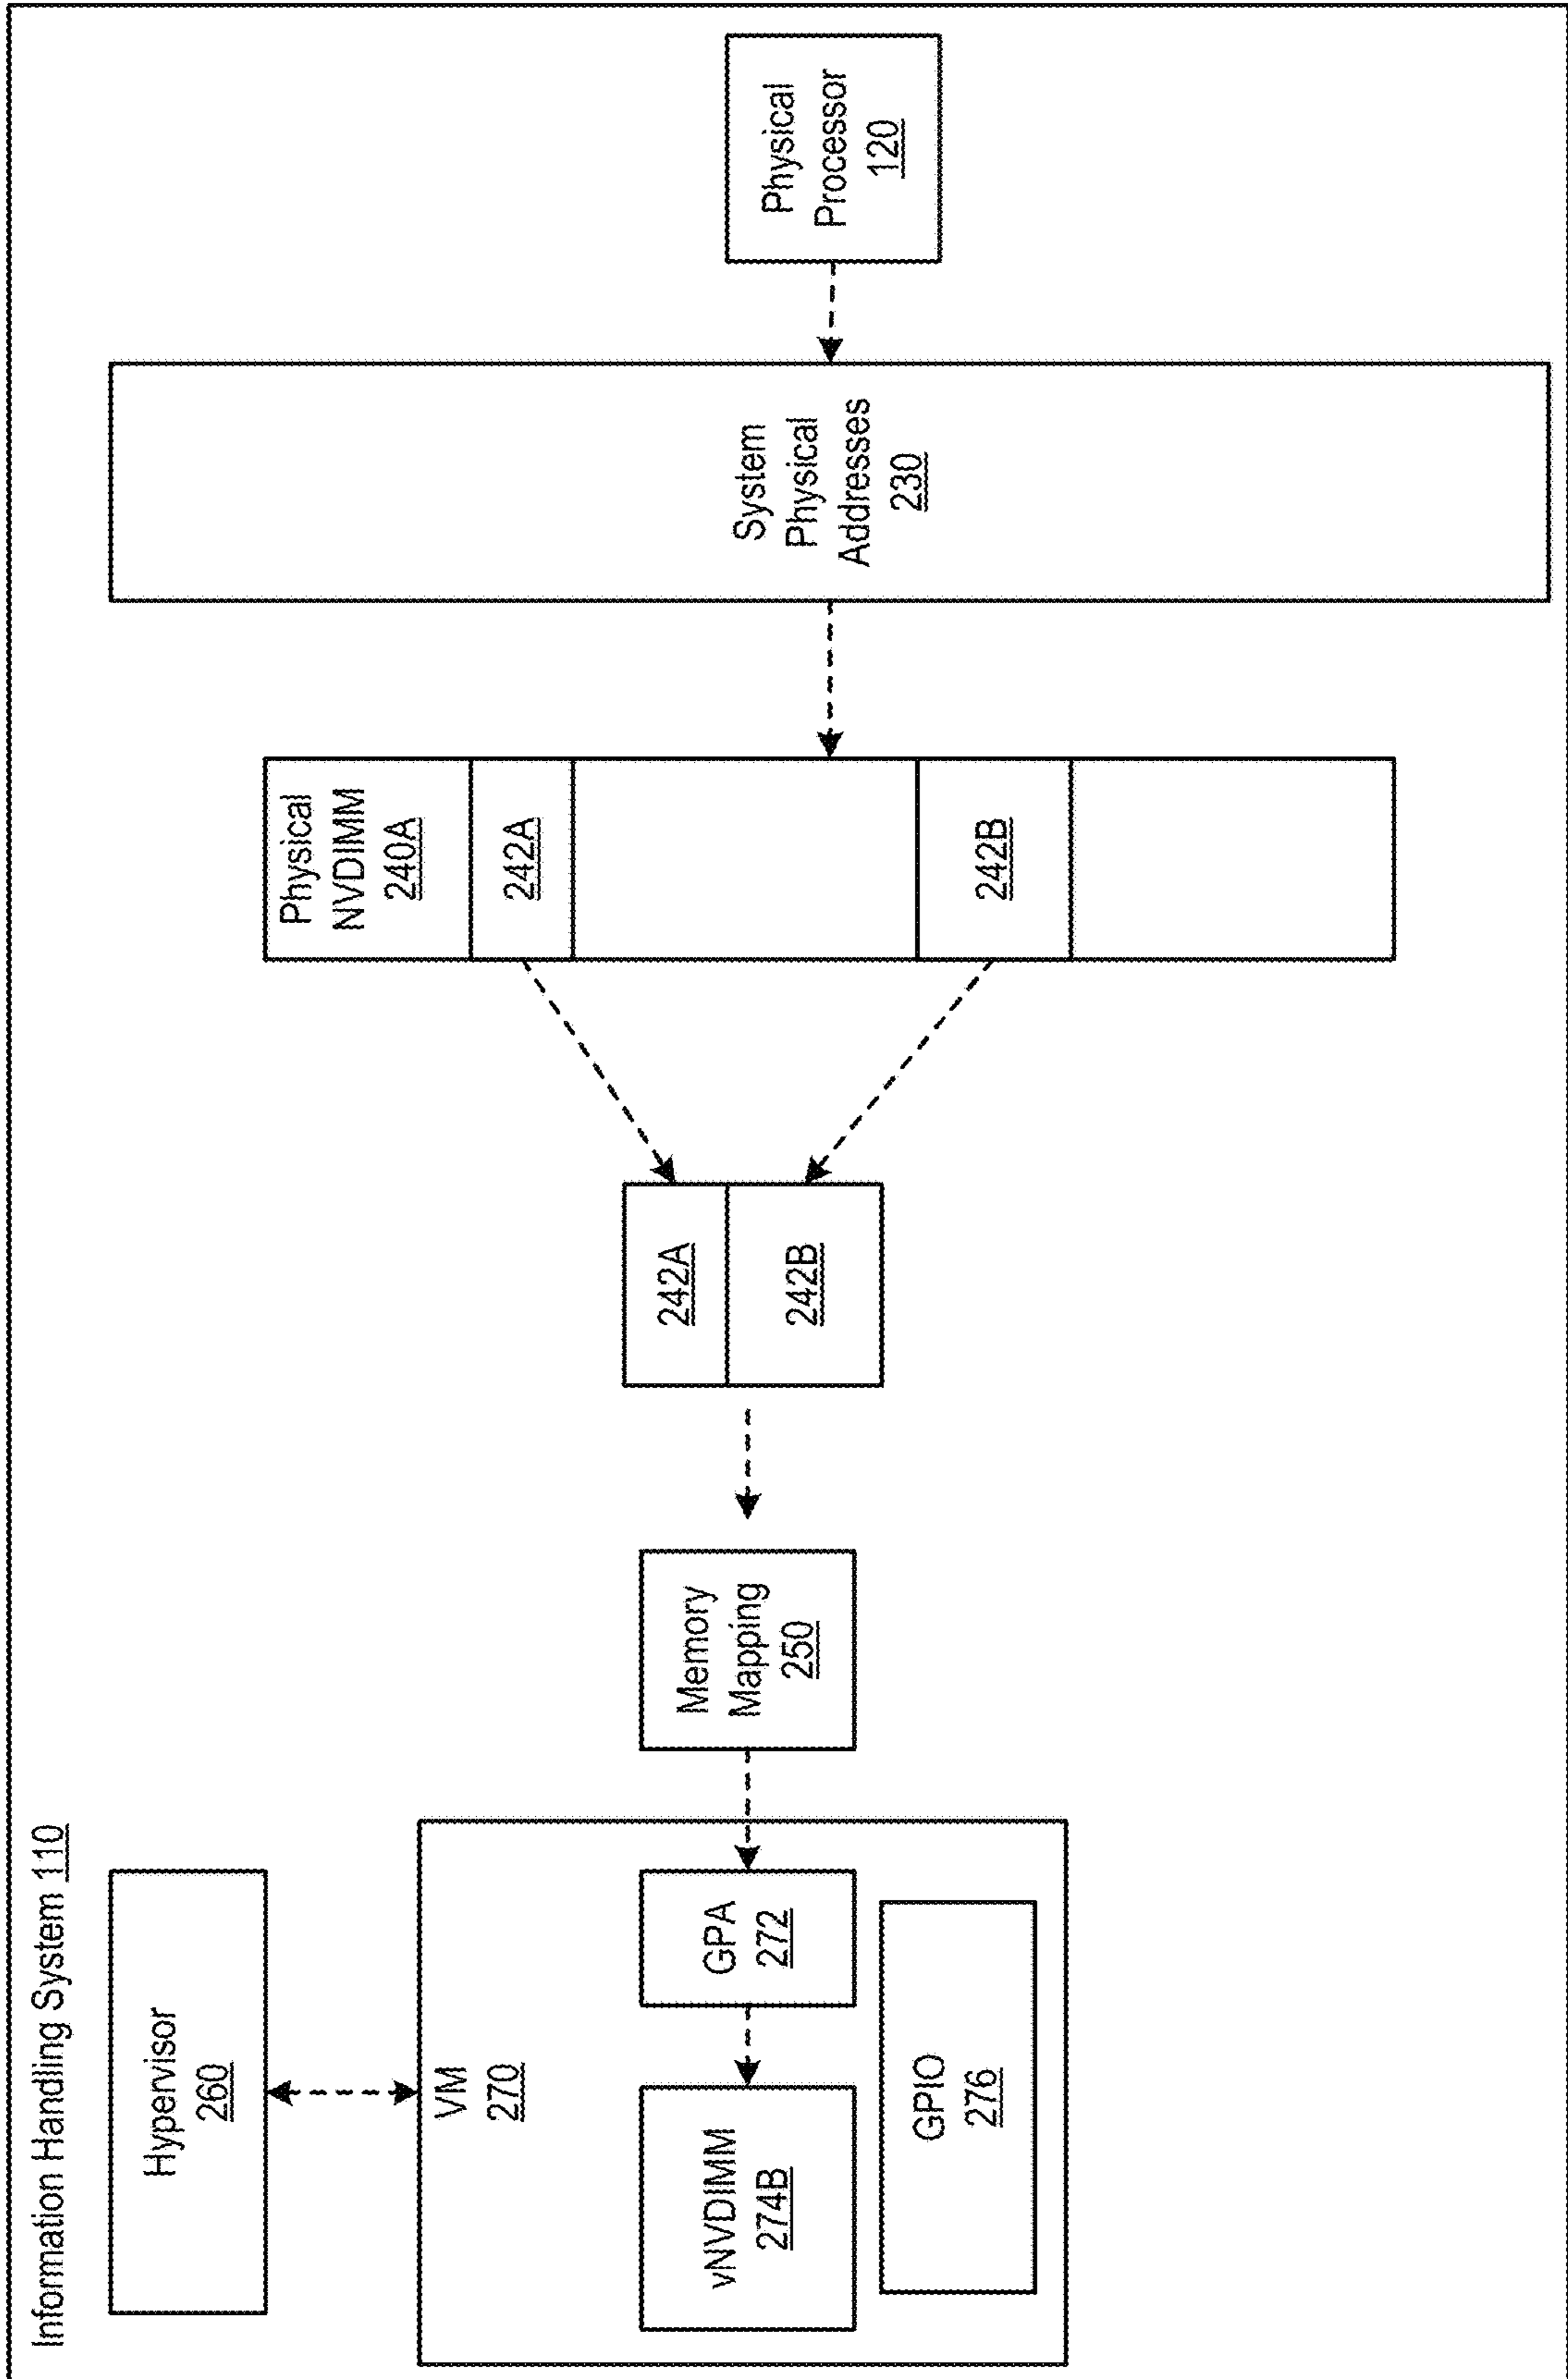 Information Handling System 110
Hypervisor
260
VM
270
vNVDIMM
274B
GPA
272
GPIO
276
Memory
Mapping
250
242A
242B
Physical
NVDIMM
240A
242A
242B
System
Physical
Addresses
230
Physical
Processor
120